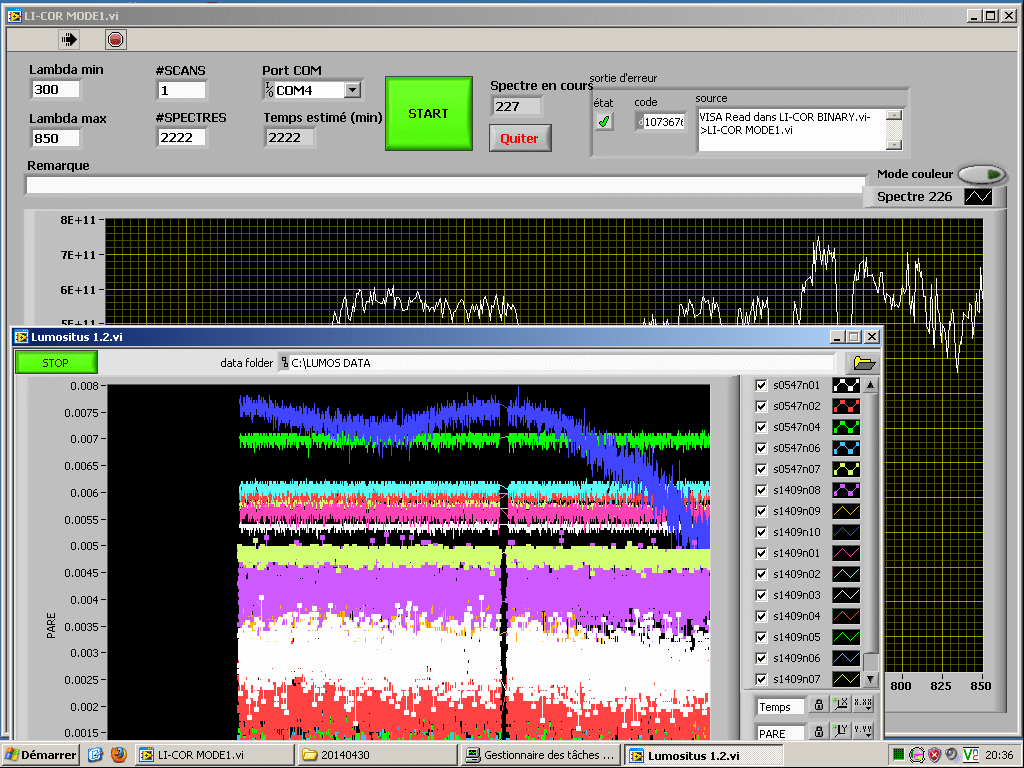 LI-COR MODE1.vi
Lambda min
300
#SCANS
1
Port COM
COM4
START
Spectre en cours
227
sortie d'erreur
état
code
source
Lambda max
850
#SPECTRES
2222
Temps estimé (min)
2222
Quiter
VISA Read dans LI-COR BINARY.vi-
>LI-COR MODE1.vi
Remarque
Mode couleur
Spectre 226
8E+11
7E+11
6E+11
5E+11
Lumositus 1.2.vi
STOP
data folder
C:\LUMOS DATA
0.008
0.0075
0.007
0.0065
0.006
0.0055
0.005
0.0045
0.004
0.0035
0.003
0.0025
0.002
0.0015
PARE
s0547n01
s0547n02
s0547n04
s0547n06
s0547n07
s1409n08
s1409n09
s1409n10
s1409n01
s1409n02
s1409n03
s1409n04
s1409n05
s1409n06
s1409n07
800
825
850
Temps
PARE
Démarrer
LI-COR MODE1.vi
20140430
Gestionnaire des tâches ...
Lumositus 1.2.vi
20:36